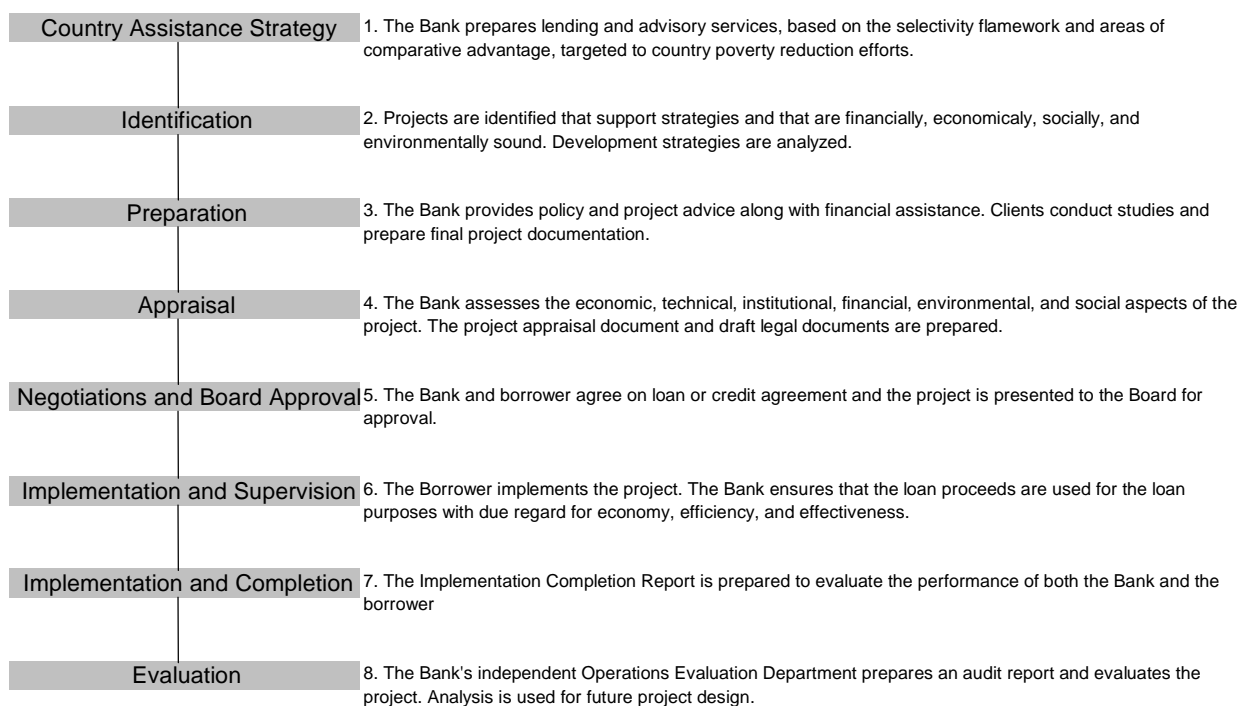 Country Assistance Strategy
1. The Bank prepares lending and advisory services, based on the selectivity flamework and areas of
comparative advantage, targeted to country poverty reduction efforts.
Identification
2. Projects are identified that support strategies and that are financially, economicaly, socially, and
environmentally sound. Development strategies are analyzed.
Preparation
3. The Bank provides policy and project advice along with financial assistance. Clients conduct studies and
prepare final project documentation.
Appraisal
4. The Bank assesses the economic, technical, institutional, financial, environmental, and social aspects of the
project. The project appraisal document and draft legal documents are prepared.
Negotiations and Board Approval
5. The Bank and borrower agree on loan or credit agreement and the project is presented to the Board for
approval.
Implementation and Supervision
6. The Borrower implements the project. The Bank ensures that the loan proceeds are used for the loan
purposes with due regard for economy, efficiency, and effectiveness.
Implementation and Completion
7. The Implementation Completion Report is prepared to evaluate the performance of both the Bank and the
borrower
Evaluation
8. The Bank's independent Operations Evaluation Department prepares an audit report and evaluates the
project. Analysis is used for future project design.